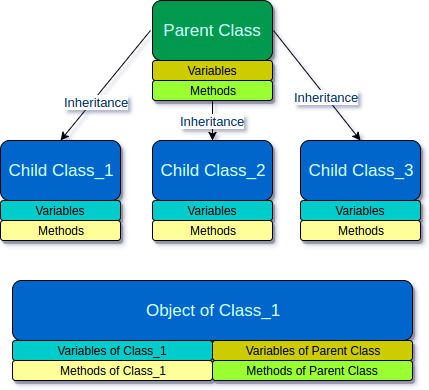 Parent Class
Variables
Methods
Inheritance
Inheritance
Inheritance
Child Class_1
Child Class_2
Child Class_3
Variables
Variables
Variables
Methods
Methods
Methods
Object of Class_1
Variables of Class_1
Variables of Parent Class
Methods of Class_1
Methods of Parent Class